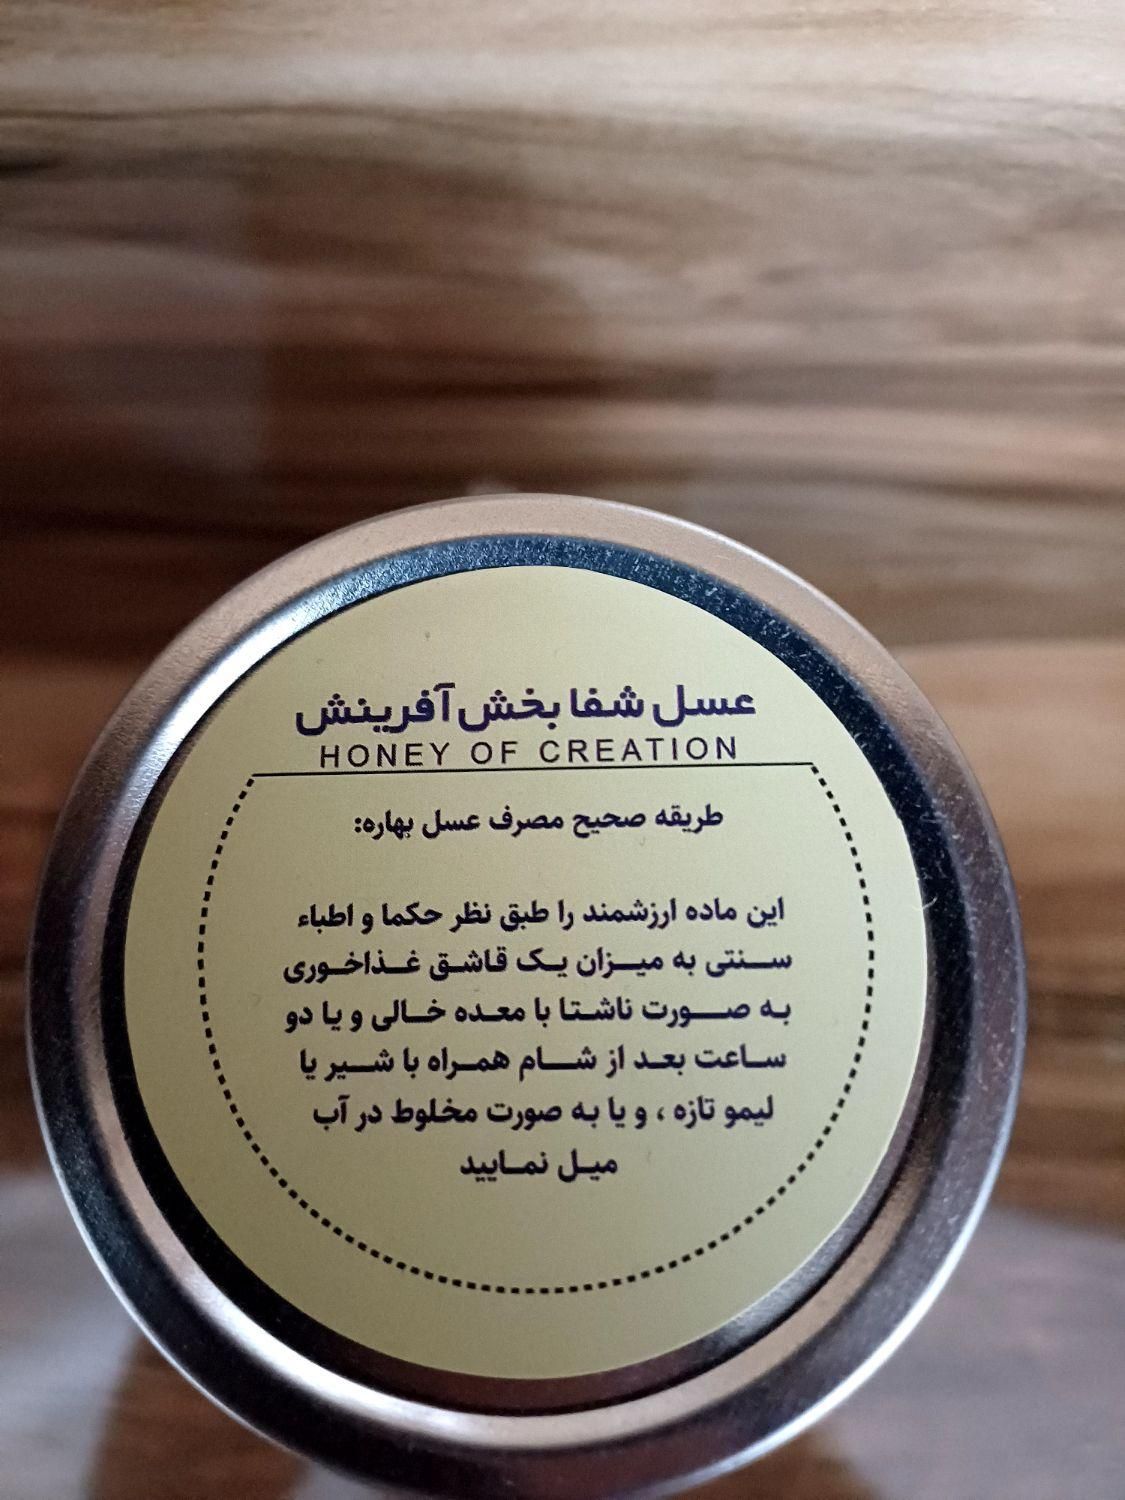 عسل شفا بخش آفرینش
HONEY OF CREATION
طریقه صحیح مصرف عسل بهاره:
این ماده ارزشمند را طبق نظر حکما و اطباء
سنتی به میزان یک قاشق غذاخوری
به صورت ناشتا با معده خالی و یا دو
ساعت بعد از شام همراه با شیر یا
لیمو تازه ، و یا به صورت مخلوط در آب
میل نمایید